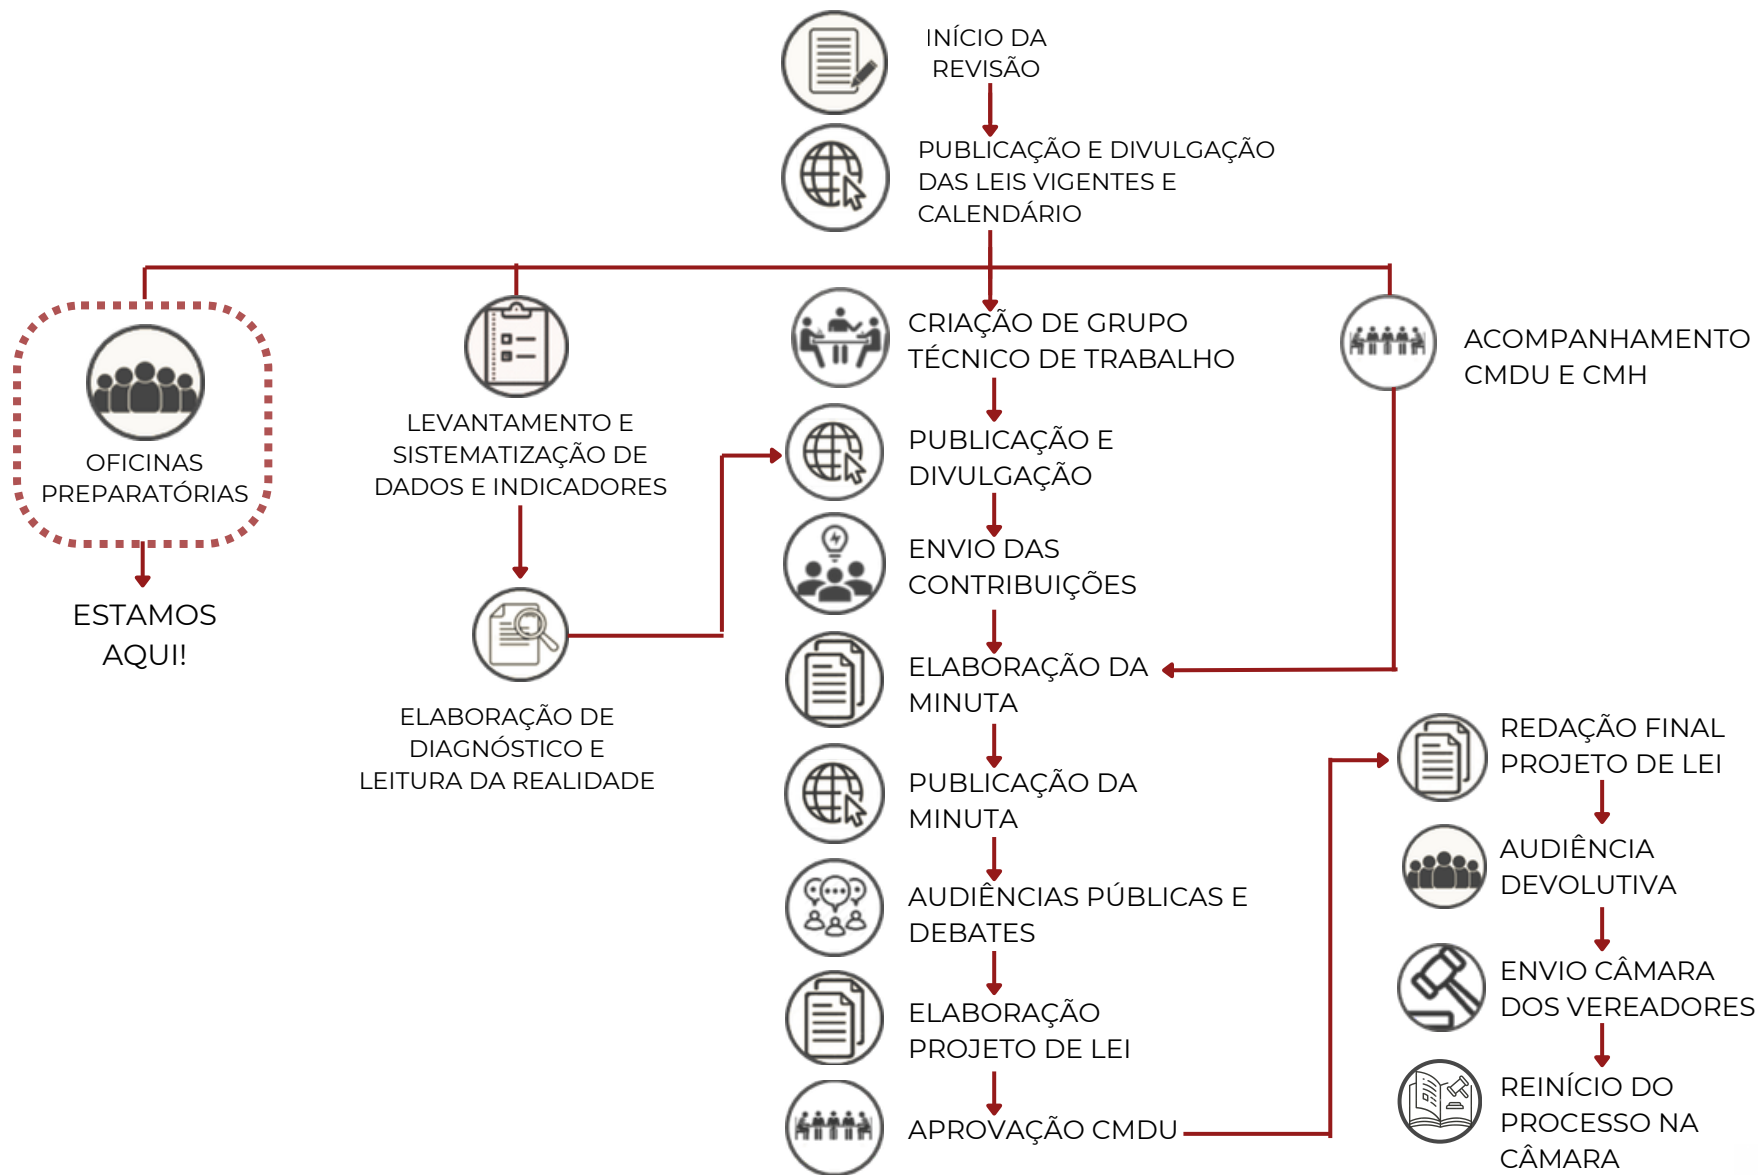 INÍCIO DA
REVISÃO
PUBLICAÇÃO E DIVULGAÇÃO
DAS LEIS VIGENTES E
CALENDÁRIO
OFICINAS
PREPARATÓRIAS
ESTAMOS
AQUI!
LEVANTAMENTO E
SISTEMATIZAÇÃO DE
DADOS E INDICADORES
ELABORAÇÃO DE
DIAGNÓSTICO E
LEITURA DA REALIDADE
CRIAÇÃO DE GRUPO
TÉCNICO DE TRABALHO
PUBLICAÇÃO E
DIVULGAÇÃO
ENVIO DAS
CONTRIBUIÇÕES
ELABORAÇÃO DA
MINUTA
PUBLICAÇÃO DA
MINUTA
AUDIÊNCIAS PÚBLICAS E
DEBATES
ELABORAÇÃO
PROJETO DE LEI
APROVAÇÃO CMDU
ACOMPANHAMENTO
CMDU E CMH
REDAÇÃO FINAL
PROJETO DE LEI
AUDIÊNCIA
DEVOLUTIVA
ENVIO CÂMARA
DOS VEREADORES
REINÍCIO DO
PROCESSO NA
CÂMARA